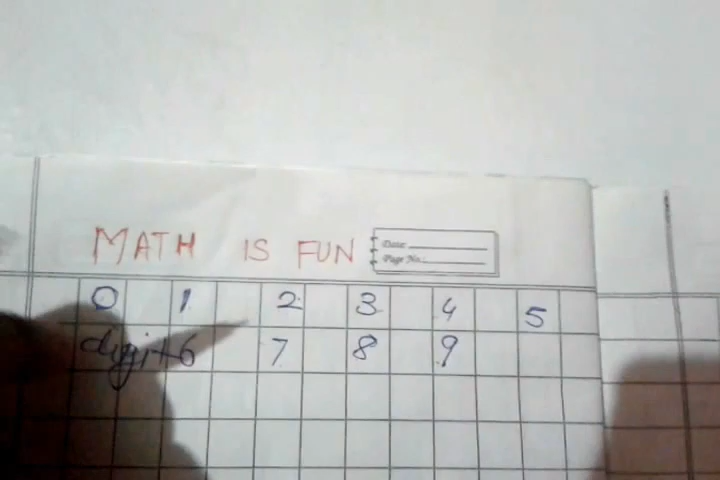 MATH IS FUN
Date:
Page No.:
0 1 2 3 4 5
digit 6 7 8 9